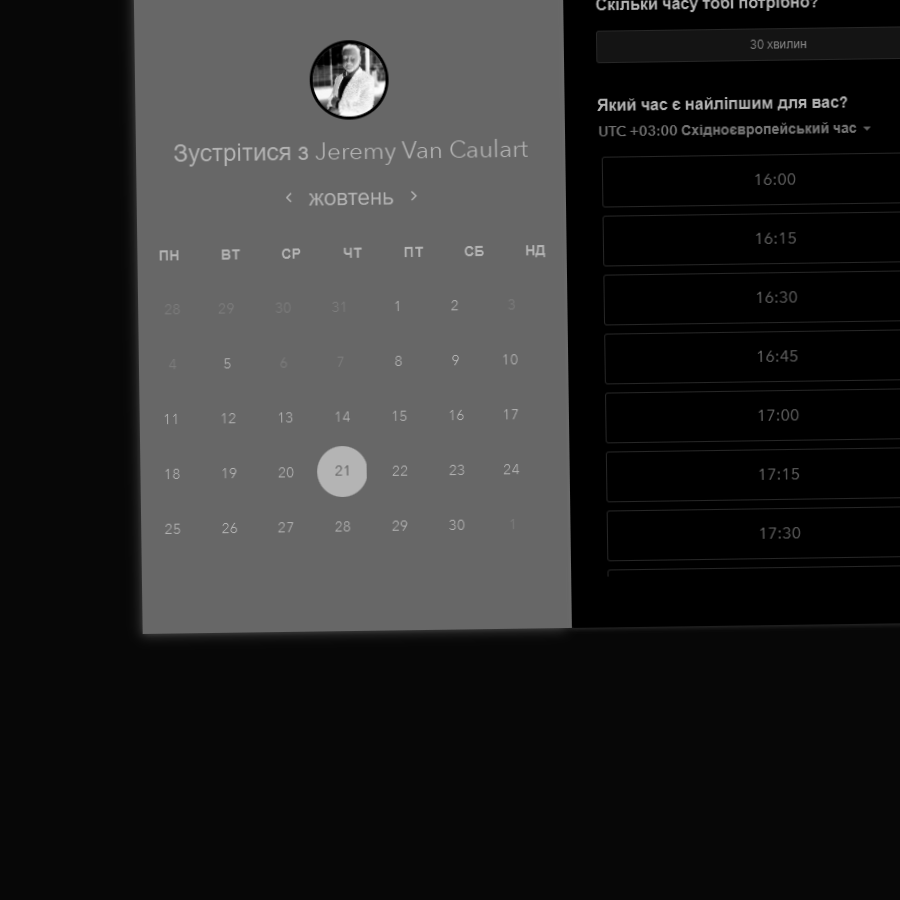 Зустрітися з Jeremy Van Caulart
жовтень
ПН ВТ СР ЧТ ПТ СБ НД
28 29 30 31 1 2 3
4 5 6 7 8 9 10
11 12 13 14 15 16 17
18 19 20 21 22 23 24
25 26 27 28 29 30 1
Скільки часу тобі потрібно?
30 хвилин
Який час є найліпшим для вас?
UTC +03:00 Східноєвропейський час
16:00
16:15
16:30
16:45
17:00
17:15
17:30